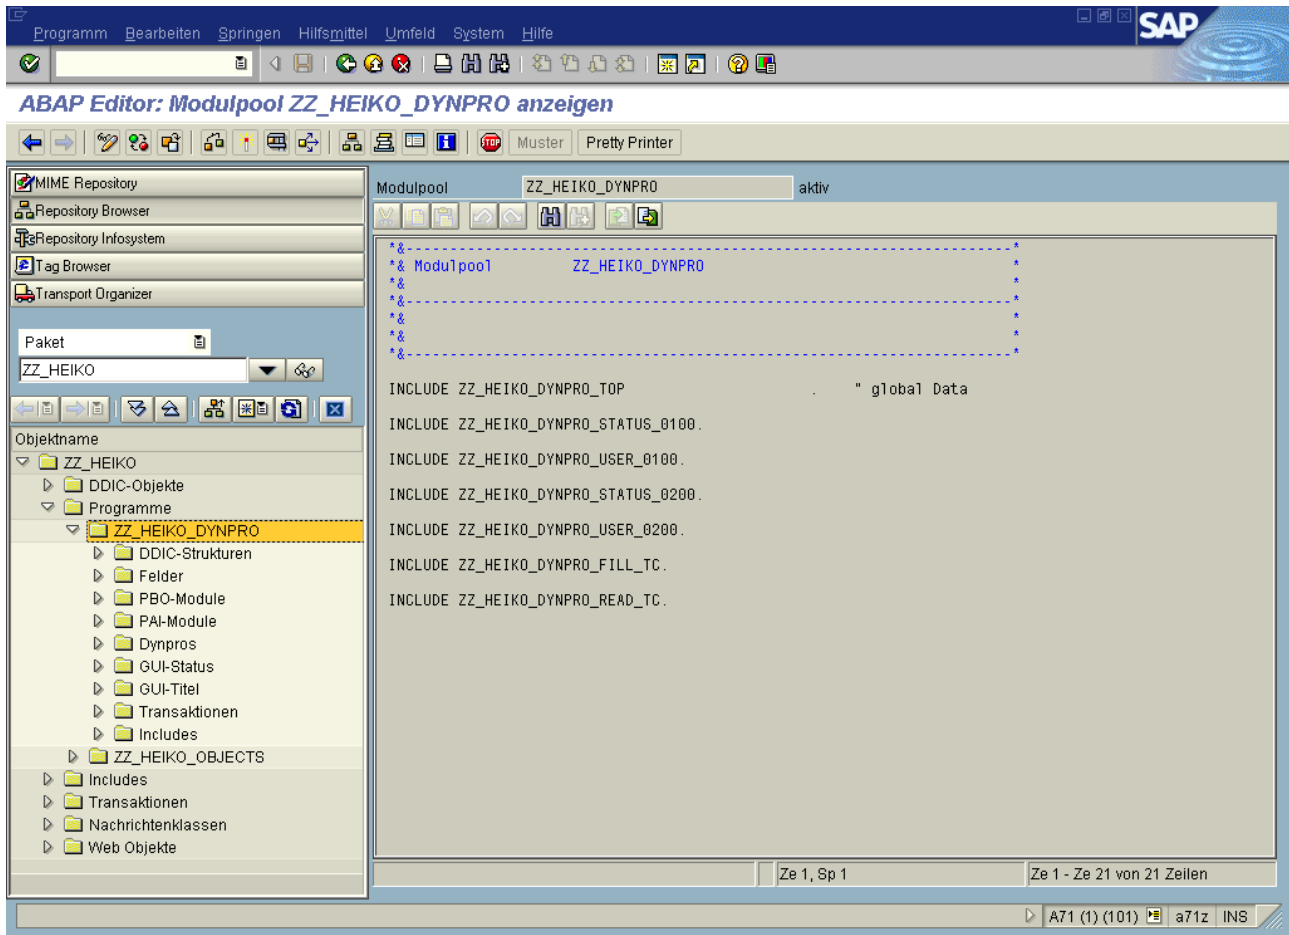 Programm Bearbeiten Springen Hilfsmittel Umfeld System Hilfe
SAP
ABAP Editor: Modulpool ZZ_HEIKO_DYNPRO anzeigen
STOP Muster Pretty Printer
MIME Repository
Repository Browser
Repository Infosystem
Tag Browser
Transport Organizer
Paket
ZZ_HEIKO
Objektname
ZZ_HEIKO
DDIC-Objekte
Programme
ZZ_HEIKO_DYNPRO
DDIC-Strukturen
Felder
PBO-Module
PAI-Module
Dynpros
GUI-Status
GUI-Titel
Transaktionen
Includes
ZZ_HEIKO_OBJECTS
Includes
Transaktionen
Nachrichtenklassen
Web Objekte
Modulpool ZZ_HEIKO_DYNPRO aktiv
*&---------------------------------------------------------------------*
*& Modulpool         ZZ_HEIKO_DYNPRO                                   *
*&                                                                     *
*&---------------------------------------------------------------------*
*&                                                                     *
*&                                                                     *
*&---------------------------------------------------------------------*
INCLUDE ZZ_HEIKO_DYNPRO_TOP                     .    " global Data
INCLUDE ZZ_HEIKO_DYNPRO_STATUS_0100.
INCLUDE ZZ_HEIKO_DYNPRO_USER_0100.
INCLUDE ZZ_HEIKO_DYNPRO_STATUS_0200.
INCLUDE ZZ_HEIKO_DYNPRO_USER_0200.
INCLUDE ZZ_HEIKO_DYNPRO_FILL_TC.
INCLUDE ZZ_HEIKO_DYNPRO_READ_TC.
Ze 1, Sp 1 Ze 1 - Ze 21 von 21 Zeilen
A71 (1) (101) a71z INS